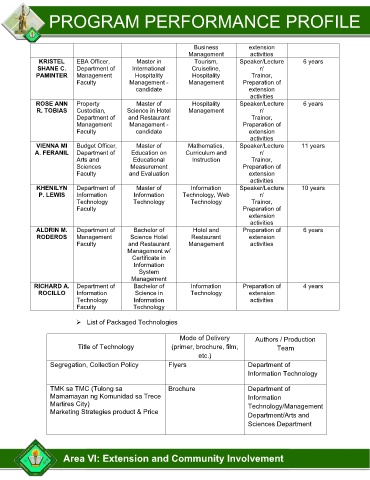 PROGRAM PERFORMANCE PROFILE
Business Management
extension activities
KRISTEL SHANE C. PAMINTER
EBA Officer, Department of Management Faculty
Master in International Hospitality Management - candidate
Tourism, Cruiseline, Hospitality Management
Speaker/Lecturer/ Trainor, Preparation of extension activities
6 years
ROSE ANN R. TOBIAS
Property Custodian, Department of Management Faculty
Master of Science in Hotel and Restaurant Management - candidate
Hospitality Management
Speaker/Lecturer/ Trainor, Preparation of extension activities
6 years
VIENNA MI A. FERANIL
Budget Officer, Department of Arts and Sciences Faculty
Master of Education on Educational Measurement and Evaluation
Mathematics, Curriculum and Instruction
Speaker/Lecturer/ Trainor, Preparation of extension activities
11 years
KHENILYN P. LEWIS
Department of Information Technology Faculty
Master of Information Technology
Information Technology, Web Technology
Speaker/Lecturer/ Trainor, Preparation of extension activities
10 years
ALDRIN M. RODEROS
Department of Management Faculty
Bachelor of Science Hotel and Restaurant Management w/ Certificate in Information System Management
Hotel and Restaurant Management
Preparation of extension activities
6 years
RICHARD A. ROCILLO
Department of Information Technology Faculty
Bachelor of Science in Information Technology
Information Technology
Preparation of extension activities
4 years
➢ List of Packaged Technologies
Title of Technology
Mode of Delivery (primer, brochure, film, etc.)
Authors / Production Team
Segregation, Collection Policy
Flyers
Department of Information Technology
TMK sa TMC (Tulong sa Mamamayan ng Komunidad sa Trece Martires City)
Marketing Strategies product & Price
Brochure
Department of Information Technology/Management Department/Arts and Sciences Department
Area VI: Extension and Community Involvement